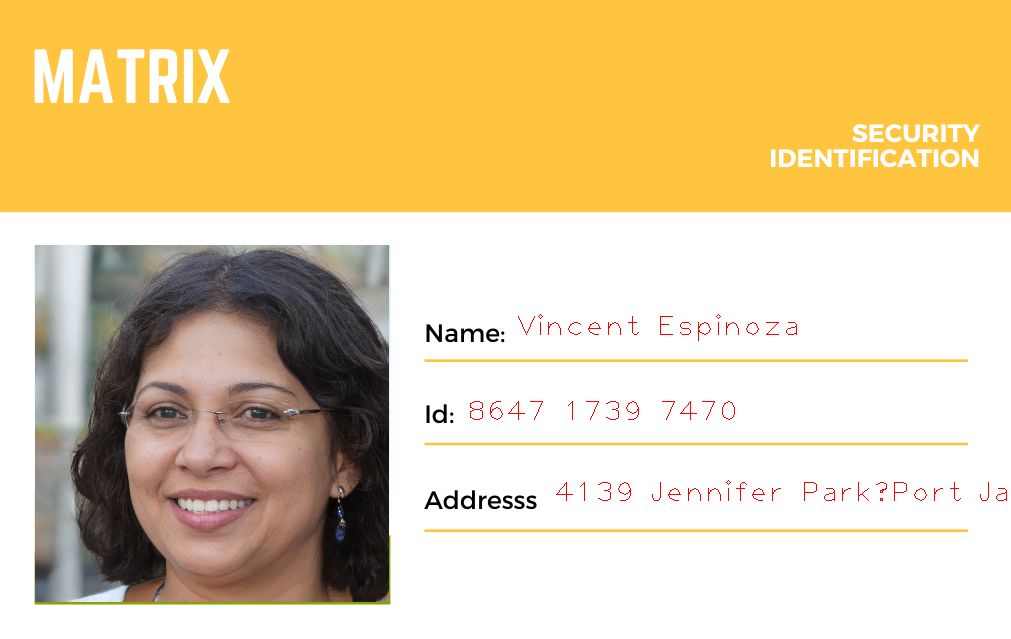 MATRIX
SECURITY
IDENTIFICATION
Name: Vincent Espinoza
Id: 8647 1739 7470
Addresss 4139 Jennifer Park?Port Ja